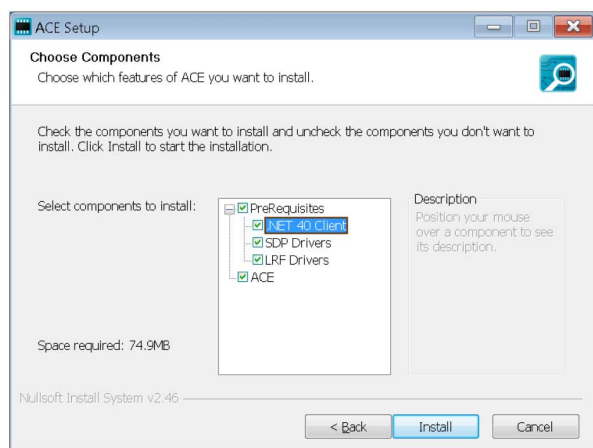 ACE Setup
Choose Components
Choose which features of ACE you want to install.
Check the components you want to install and uncheck the components you don't want to
install. Click Install to start the installation.
Select components to install:
PreRequisites
.NET 40 Client
SDP Drivers
LRF Drivers
ACE
Description
Position your mouse
over a component to see
its description.
Space required: 74.9MB
Nullsoft Install System v2.46
< Back
Install
Cancel